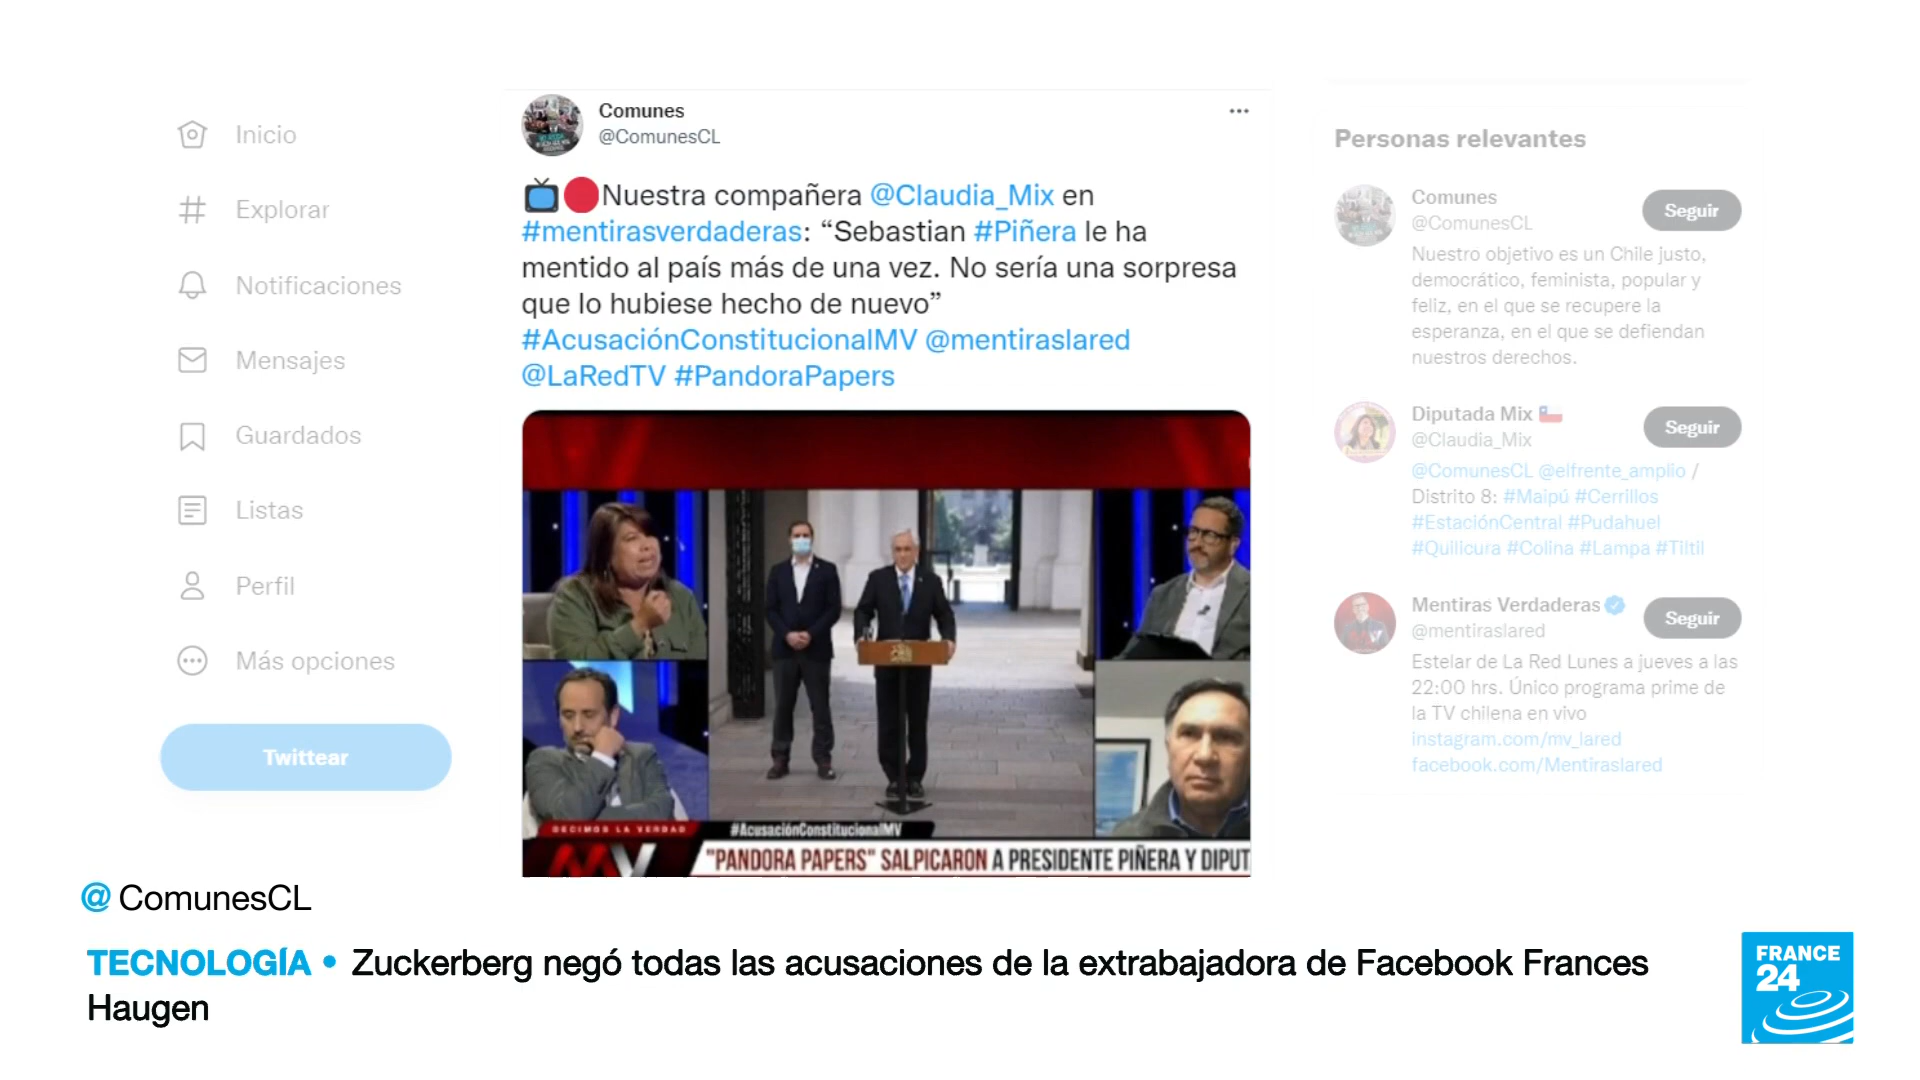 Inicio
Explorar
Notificaciones
Mensajes
Guardados
Listas
Perfil
Más opciones
Twittear
Comunes
@ComunesCL
Nuestra compañera @Claudia_Mix en
#mentirasverdaderas: “Sebastian #Piñera le ha
mentido al país más de una vez. No sería una sorpresa
que lo hubiese hecho de nuevo”
#AcusaciónConstitucionalMV @mentiraslared
@LaRedTV #PandoraPapers
DECIMOS LA VERDAD
#AcusaciónConstitucionalMV
MV
"PANDORA PAPERS" SALPICARON A PRESIDENTE PIÑERA Y DIPUT
Personas relevantes
Comunes
@ComunesCL
Seguir
Nuestro objetivo es un Chile justo,
democrático, feminista, popular y
feliz, en el que se recupere la
esperanza, en el que se defiendan
nuestros derechos.
Diputada Mix
@Claudia_Mix
Seguir
@ComunesCL @elfrente_amplio /
Distrito 8: #Maipú #Cerrillos
#EstaciónCentral #Pudahuel
#Quilicura #Colina #Lampa #Tiltil
Mentiras Verdaderas
@mentiraslared
Seguir
Estelar de La Red Lunes a jueves a las
22:00 hrs. Único programa prime de
la TV chilena en vivo
instagram.com/mv_lared
facebook.com/Mentiraslared
@ ComunesCL
TECNOLOGÍA • Zuckerberg negó todas las acusaciones de la extrabajadora de Facebook Frances
Haugen
FRANCE
24